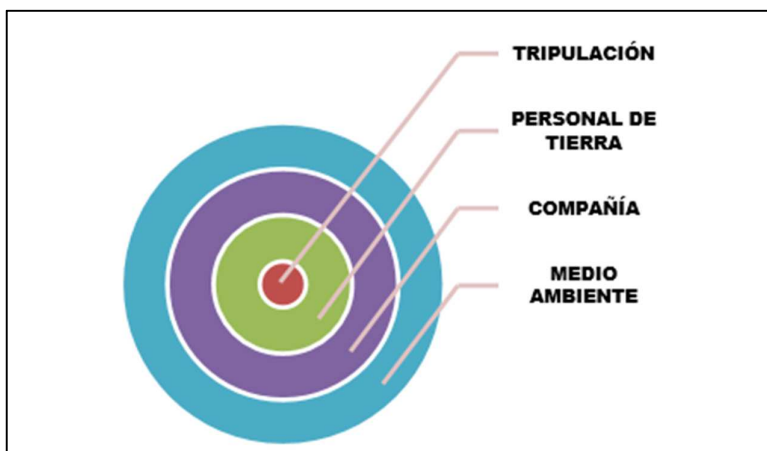 TRIPULACIÓN
PERSONAL DE
TIERRA
COMPAÑÍA
MEDIO
AMBIENTE